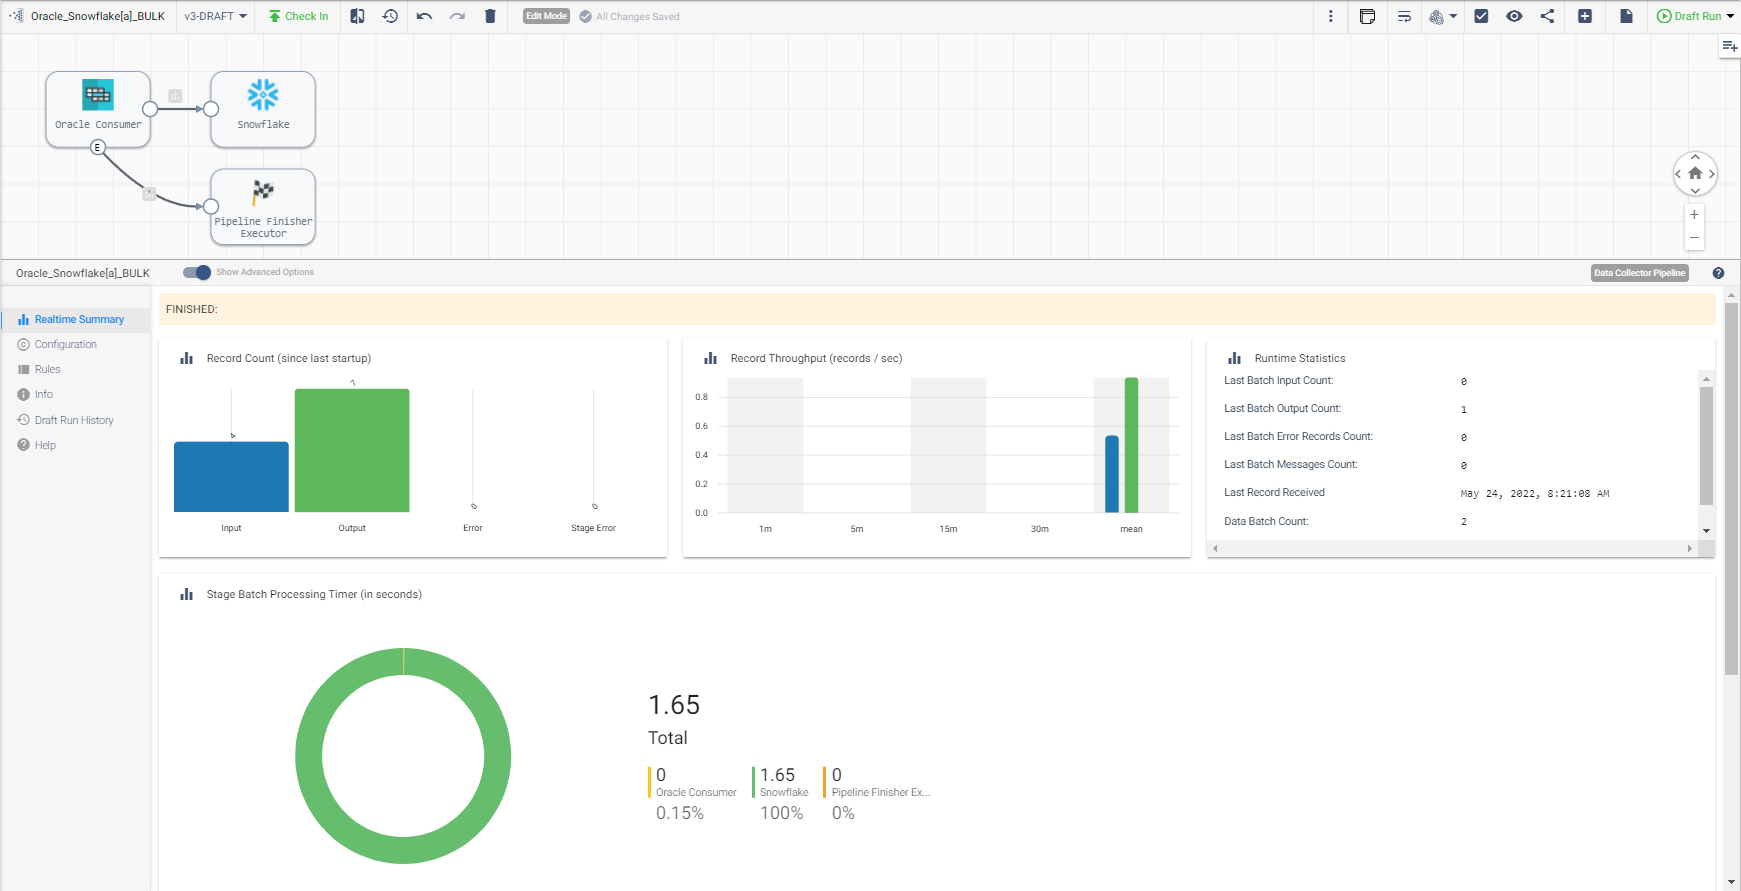 Oracle_Snowflake[a]_BULK
v3-DRAFT
Check In
Edit Mode
All Changes Saved
Draft Run
Oracle Consumer
Snowflake
E
Pipeline Finisher
Executor
Oracle_Snowflake[a]_BULK
Show Advanced Options
Data Collector Pipeline
Realtime Summary
Configuration
Rules
Info
Draft Run History
Help
FINISHED:
Record Count (since last startup)
7
4
0
0
Input
Output
Error
Stage Error
Record Throughput (records / sec)
0.8
0.6
0.4
0.2
0.0
1m
5m
15m
30m
mean
Runtime Statistics
Last Batch Input Count:
0
Last Batch Output Count:
1
Last Batch Error Records Count:
0
Last Batch Messages Count:
0
Last Record Received
May 24, 2022, 8:21:08 AM
Data Batch Count:
2
Stage Batch Processing Timer (in seconds)
1.65
Total
0
Oracle Consumer
0.15%
1.65
Snowflake
100%
0
Pipeline Finisher Ex...
0%